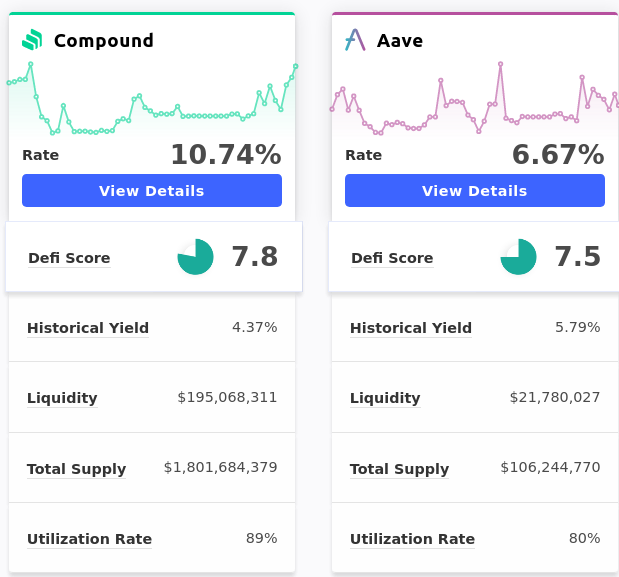 Compound
Rate 10.74%
View Details
Defi Score 7.8
Historical Yield 4.37%
Liquidity $195,068,311
Total Supply $1,801,684,379
Utilization Rate 89%
Aave
Rate 6.67%
View Details
Defi Score 7.5
Historical Yield 5.79%
Liquidity $21,780,027
Total Supply $106,244,770
Utilization Rate 80%